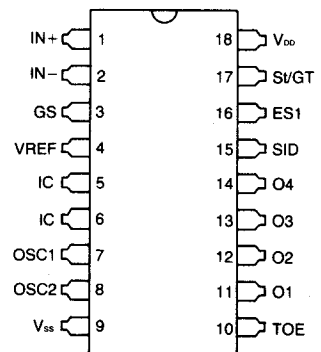 IN+ 1 18 VDD
IN− 2 17 St/GT
GS 3 16 ES1
VREF 4 15 SID
IC 5 14 O4
IC 6 13 O3
OSC1 7 12 O2
OSC2 8 11 O1
Vss 9 10 TOE